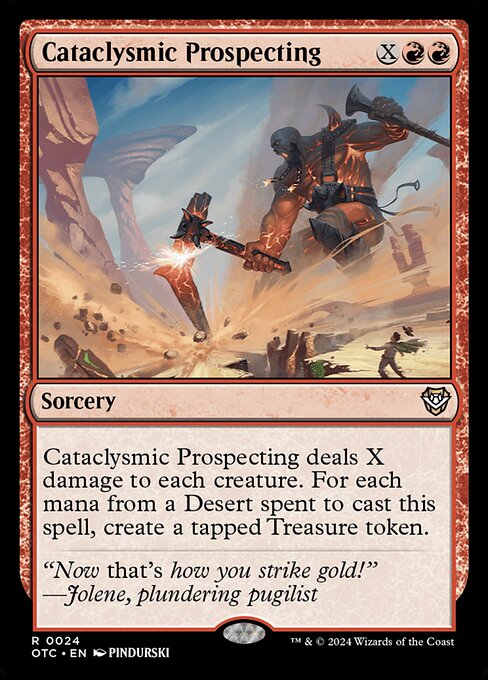 Cataclysmic Prospecting X
Sorcery
Cataclysmic Prospecting deals X
damage to each creature. For each
mana from a Desert spent to cast this
spell, create a tapped Treasure token.
“Now that’s how you strike gold!”
—Jolene, plundering pugilist
R 0024
OTC • EN PINDURSKI
™ & © 2024 Wizards of the Coast